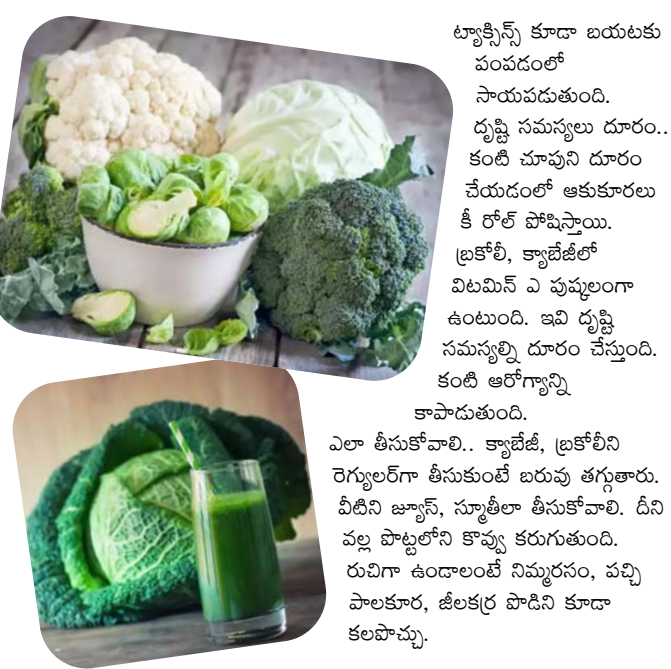 ట్యాక్సిన్స్ కూడా బయటకు
పంపడంలో
సాయపడుతుంది.
దృష్టి సమస్యలు దూరం..
కంటి చూపుని దూరం
చేయడంలో ఆకుకూరలు
కీ రోల్ పోషిస్తాయి.
బ్రకోలీ, క్యాబేజీలో
విటమిన్ ఎ పుష్కలంగా
ఉంటుంది. ఇవి దృష్టి
సమస్యల్ని దూరం చేస్తుంది.
కంటి ఆరోగ్యాన్ని
కాపాడుతుంది.
ఎలా తీసుకోవాలి.. క్యాబేజీ, బ్రకోలీని
రెగ్యులర్‌గా తీసుకుంటే బరువు తగ్గుతారు.
వీటిని జ్యూస్, స్మూతీలా తీసుకోవాలి. దీని
వల్ల పొట్టలోని కొవ్వు కరుగుతుంది.
రుచిగా ఉండాలంటే నిమ్మరసం, పచ్చి
పాలకూర, జీలకర్ర పొడిని కూడా
కలపొచ్చు.